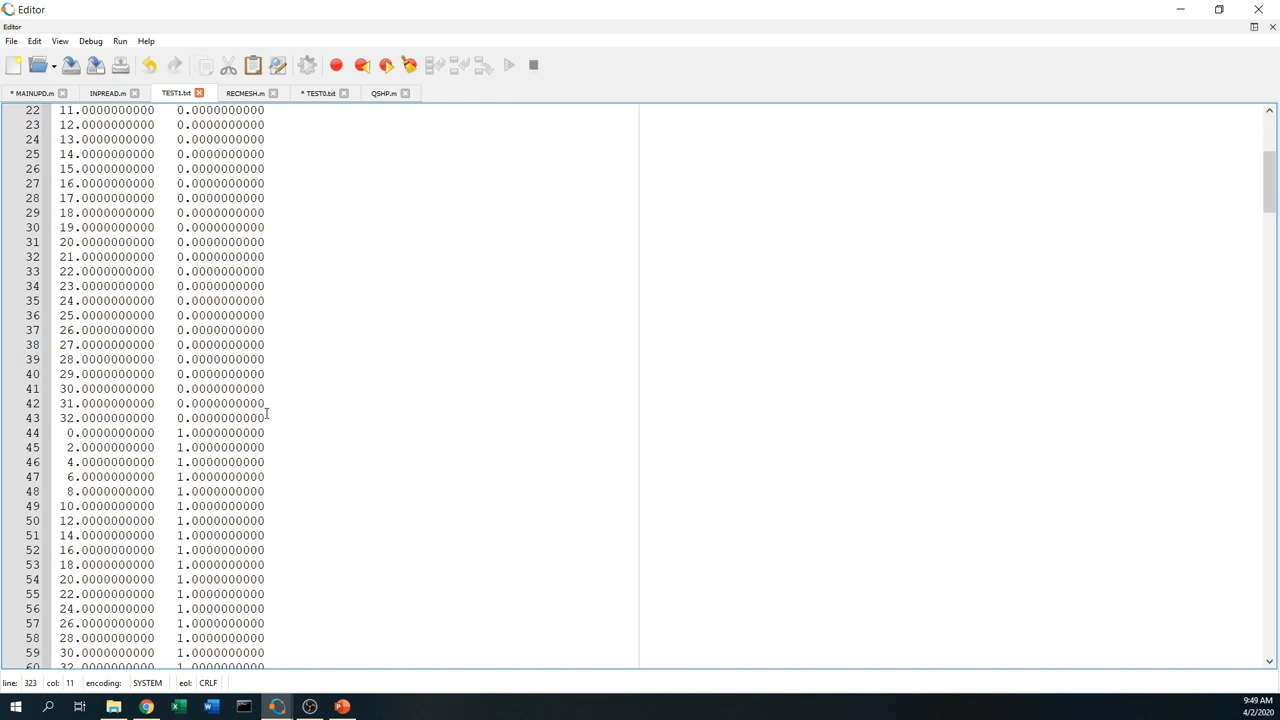 Editor
Editor
File Edit View Debug Run Help
* MAINUPD.m INPREAD.m TEST1.txt RECMESH.m * TEST0.txt QSHP.m
22 11.0000000000 0.0000000000
23 12.0000000000 0.0000000000
24 13.0000000000 0.0000000000
25 14.0000000000 0.0000000000
26 15.0000000000 0.0000000000
27 16.0000000000 0.0000000000
28 17.0000000000 0.0000000000
29 18.0000000000 0.0000000000
30 19.0000000000 0.0000000000
31 20.0000000000 0.0000000000
32 21.0000000000 0.0000000000
33 22.0000000000 0.0000000000
34 23.0000000000 0.0000000000
35 24.0000000000 0.0000000000
36 25.0000000000 0.0000000000
37 26.0000000000 0.0000000000
38 27.0000000000 0.0000000000
39 28.0000000000 0.0000000000
40 29.0000000000 0.0000000000
41 30.0000000000 0.0000000000
42 31.0000000000 0.0000000000
43 32.0000000000 0.0000000000
44 0.0000000000 1.0000000000
45 2.0000000000 1.0000000000
46 4.0000000000 1.0000000000
47 6.0000000000 1.0000000000
48 8.0000000000 1.0000000000
49 10.0000000000 1.0000000000
50 12.0000000000 1.0000000000
51 14.0000000000 1.0000000000
52 16.0000000000 1.0000000000
53 18.0000000000 1.0000000000
54 20.0000000000 1.0000000000
55 22.0000000000 1.0000000000
56 24.0000000000 1.0000000000
57 26.0000000000 1.0000000000
58 28.0000000000 1.0000000000
59 30.0000000000 1.0000000000
60 32.0000000000 1.0000000000
line: 323 col: 11 encoding: SYSTEM eol: CRLF
9:49 AM
4/2/2020